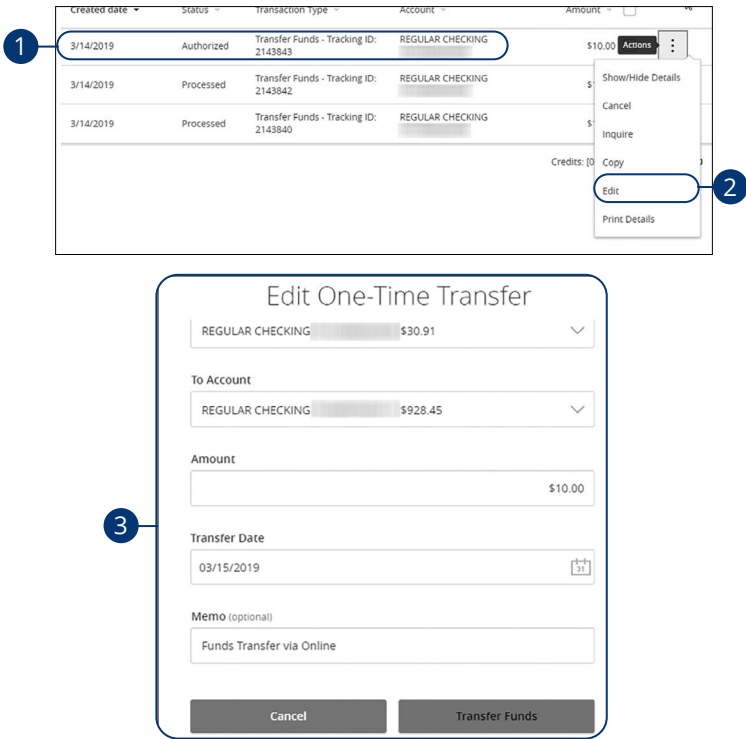 Created date Status Transaction Type Account Amount
1
3/14/2019 Authorized Transfer Funds - Tracking ID: 2143843 REGULAR CHECKING $10.00 Actions
3/14/2019 Processed Transfer Funds - Tracking ID: 2143842 REGULAR CHECKING $
3/14/2019 Processed Transfer Funds - Tracking ID: 2143840 REGULAR CHECKING $
Show/Hide Details
Cancel
Inquire
Credits: [0 Copy
Edit
2
Print Details
Edit One-Time Transfer
REGULAR CHECKING $30.91
To Account
REGULAR CHECKING $928.45
Amount
$10.00
3
Transfer Date
03/15/2019 31
Memo (optional)
Funds Transfer via Online
Cancel Transfer Funds